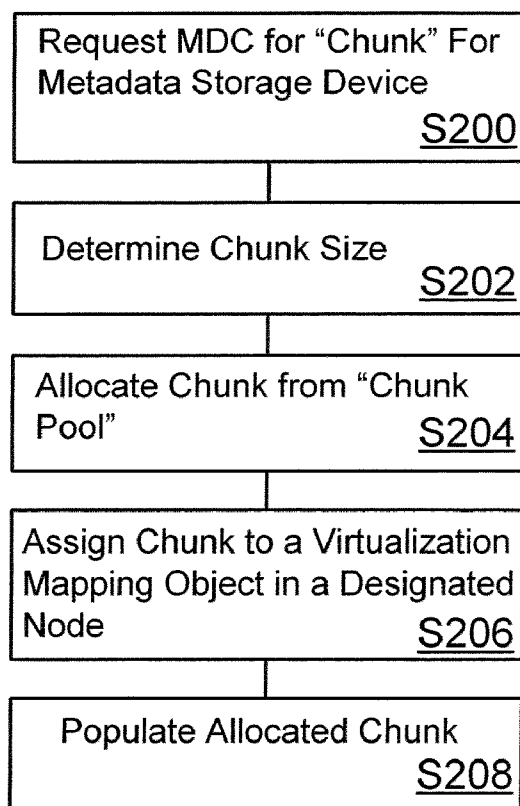 Request MDC for “Chunk” For
Metadata Storage Device
S200
Determine Chunk Size
S202
Allocate Chunk from “Chunk
Pool”
S204
Assign Chunk to a Virtualization
Mapping Object in a Designated
Node
S206
Populate Allocated Chunk
S208